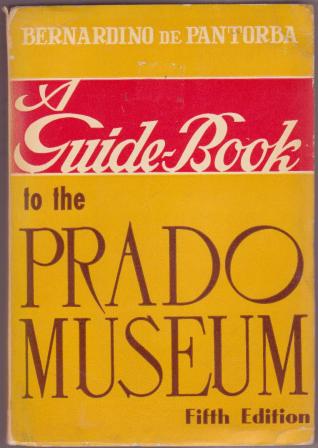 BERNARDINO DE PANTORBA
A
Guide-Book
to the
PRADO
MUSEUM
Fifth Edition